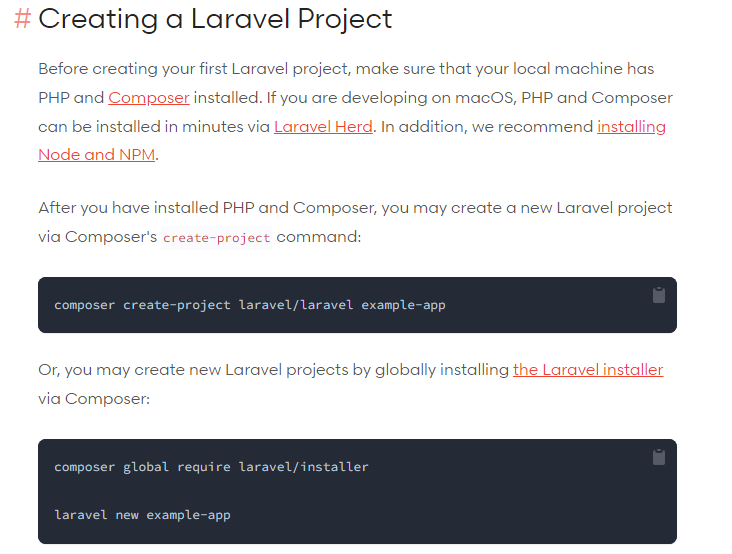 # Creating a Laravel Project
Before creating your first Laravel project, make sure that your local machine has
PHP and Composer installed. If you are developing on macOS, PHP and Composer
can be installed in minutes via Laravel Herd. In addition, we recommend installing
Node and NPM.
After you have installed PHP and Composer, you may create a new Laravel project
via Composer's create-project command:
composer create-project laravel/laravel example-app
Or, you may create new Laravel projects by globally installing the Laravel installer
via Composer:
composer global require laravel/installer
laravel new example-app